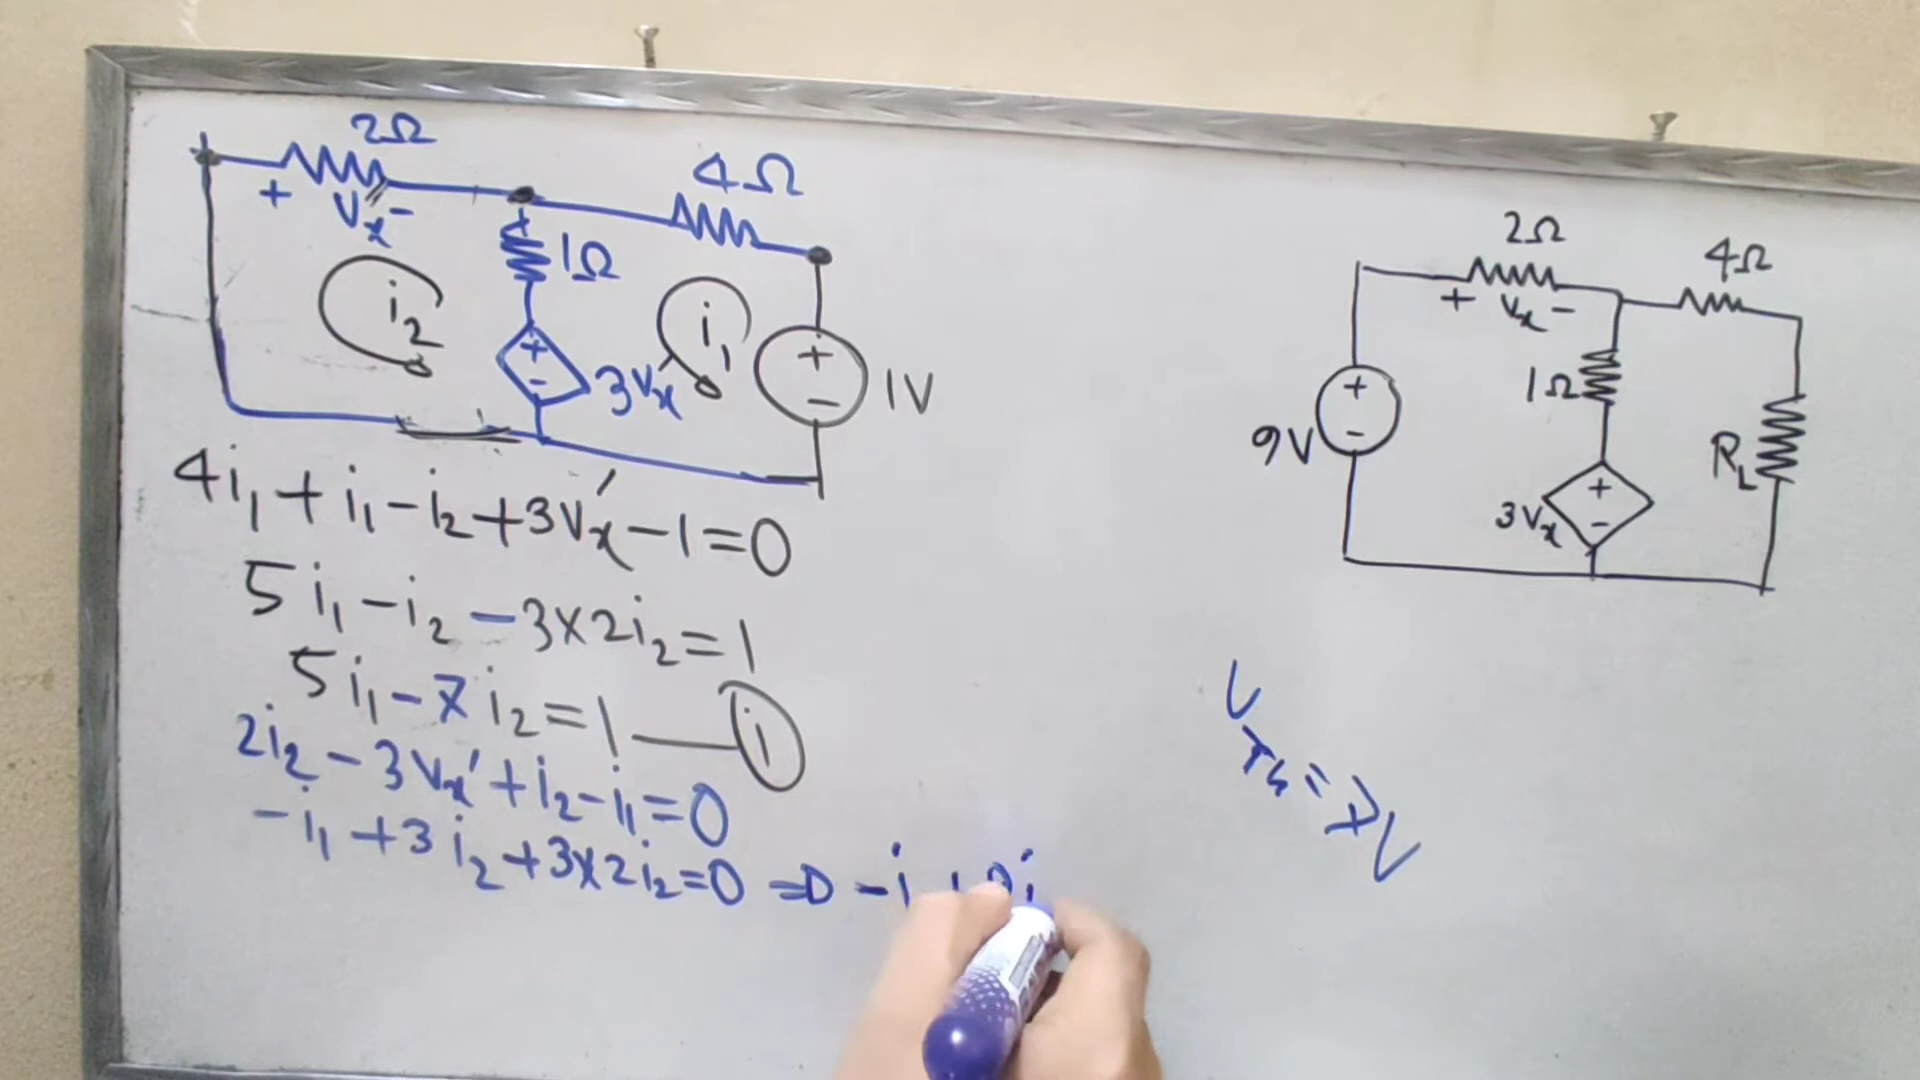 2Ω
4Ω
+ Vx -
1Ω
i2
i1
+
-
3Vx'
+
-
1V
4i1 + i1 - i2 + 3Vx' - 1 = 0
5i1 - i2 - 3×2i2 = 1
5i1 - 7i2 = 1 —— i
2i2 - 3Vx' + i2 - i1 = 0
-i1 + 3i2 + 3×2i2 = 0 ⇒ -i
2Ω
4Ω
+ Vx -
1Ω
+
-
9V
RL
3Vx
+
-
VTh = 7V